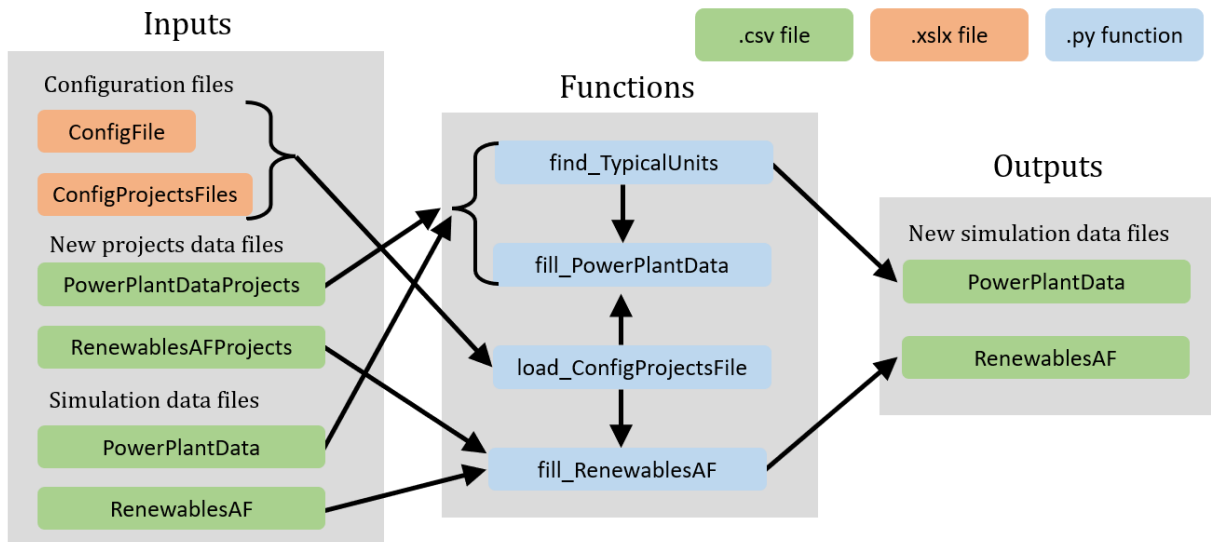 Inputs
.csv file
.xslx file
.py function
Configuration files
ConfigFile
ConfigProjectsFiles
New projects data files
PowerPlantDataProjects
RenewablesAFProjects
Simulation data files
PowerPlantData
RenewablesAF
Functions
find_TypicalUnits
fill_PowerPlantData
load_ConfigProjectsFile
fill_RenewablesAF
Outputs
New simulation data files
PowerPlantData
RenewablesAF